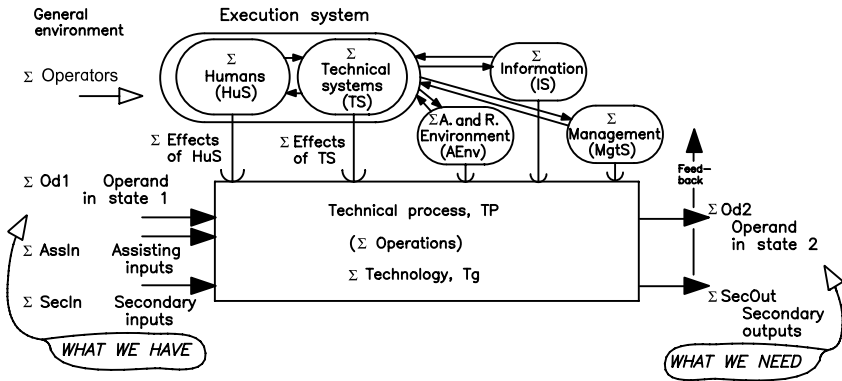 General
environment
Execution system
Σ Operators
Σ
Humans
(HuS)
Σ
Technical
systems
(TS)
Σ
Information
(IS)
Σ A. and R.
Environment
(AEnv)
Σ
Management
(MgtS)
Σ Effects
of HuS
Σ Effects
of TS
Feed-
back
Σ Od1 Operand
in state 1
Σ AssIn Assisting
inputs
Σ SecIn Secondary
inputs
Technical process, TP
(Σ Operations)
Σ Technology, Tg
Σ Od2
Operand
in state 2
Σ SecOut
Secondary
outputs
WHAT WE HAVE
WHAT WE NEED